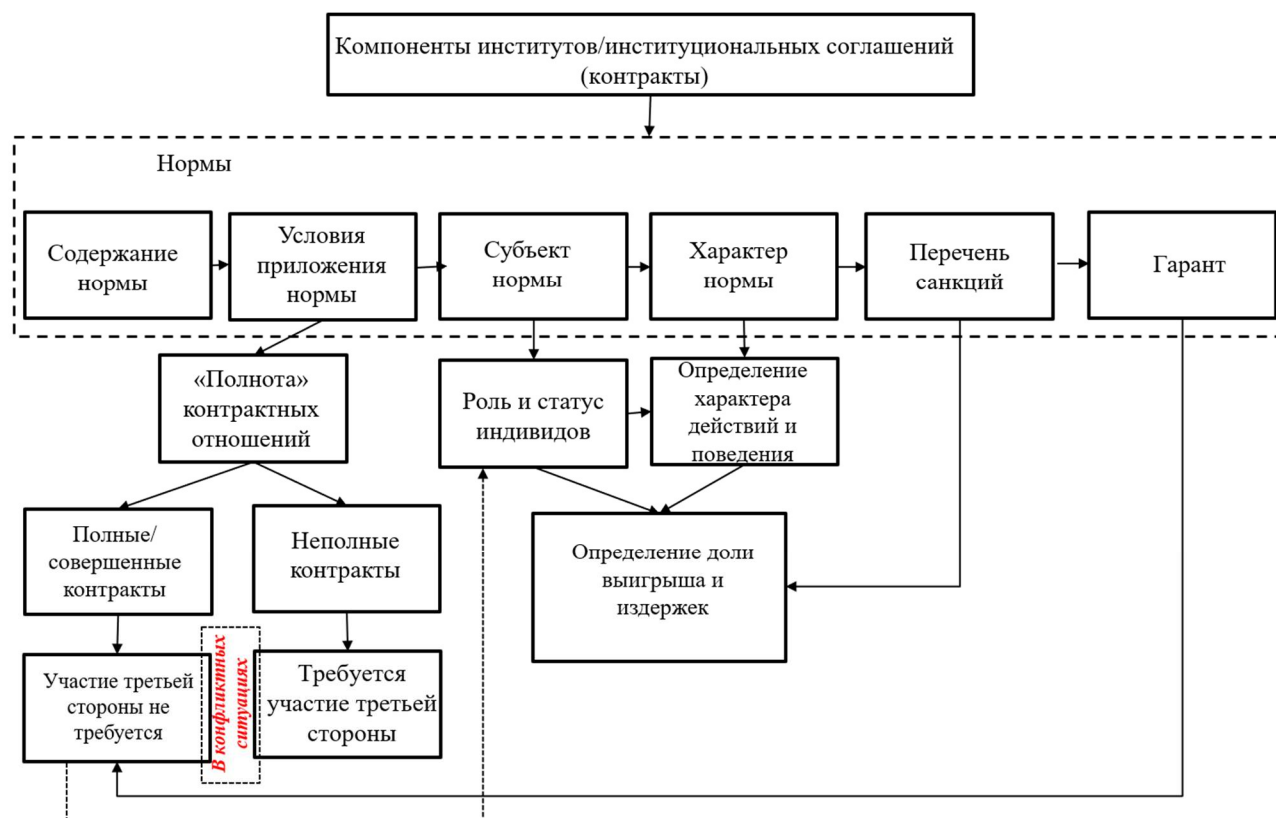 Компоненты институтов/институциональных соглашений
(контракты)
Нормы
Содержание
нормы
Условия
приложения
нормы
Субъект
нормы
Характер
нормы
Перечень
санкций
Гарант
«Полнота»
контрактных
отношений
Роль и статус
индивидов
Определение
характера
действий и
поведения
Полные/
совершенные
контракты
Неполные
контракты
Определение доли
выигрыша и
издержек
Участие третьей
стороны не
требуется
В конфликтных
ситуациях
Требуется
участие третьей
стороны